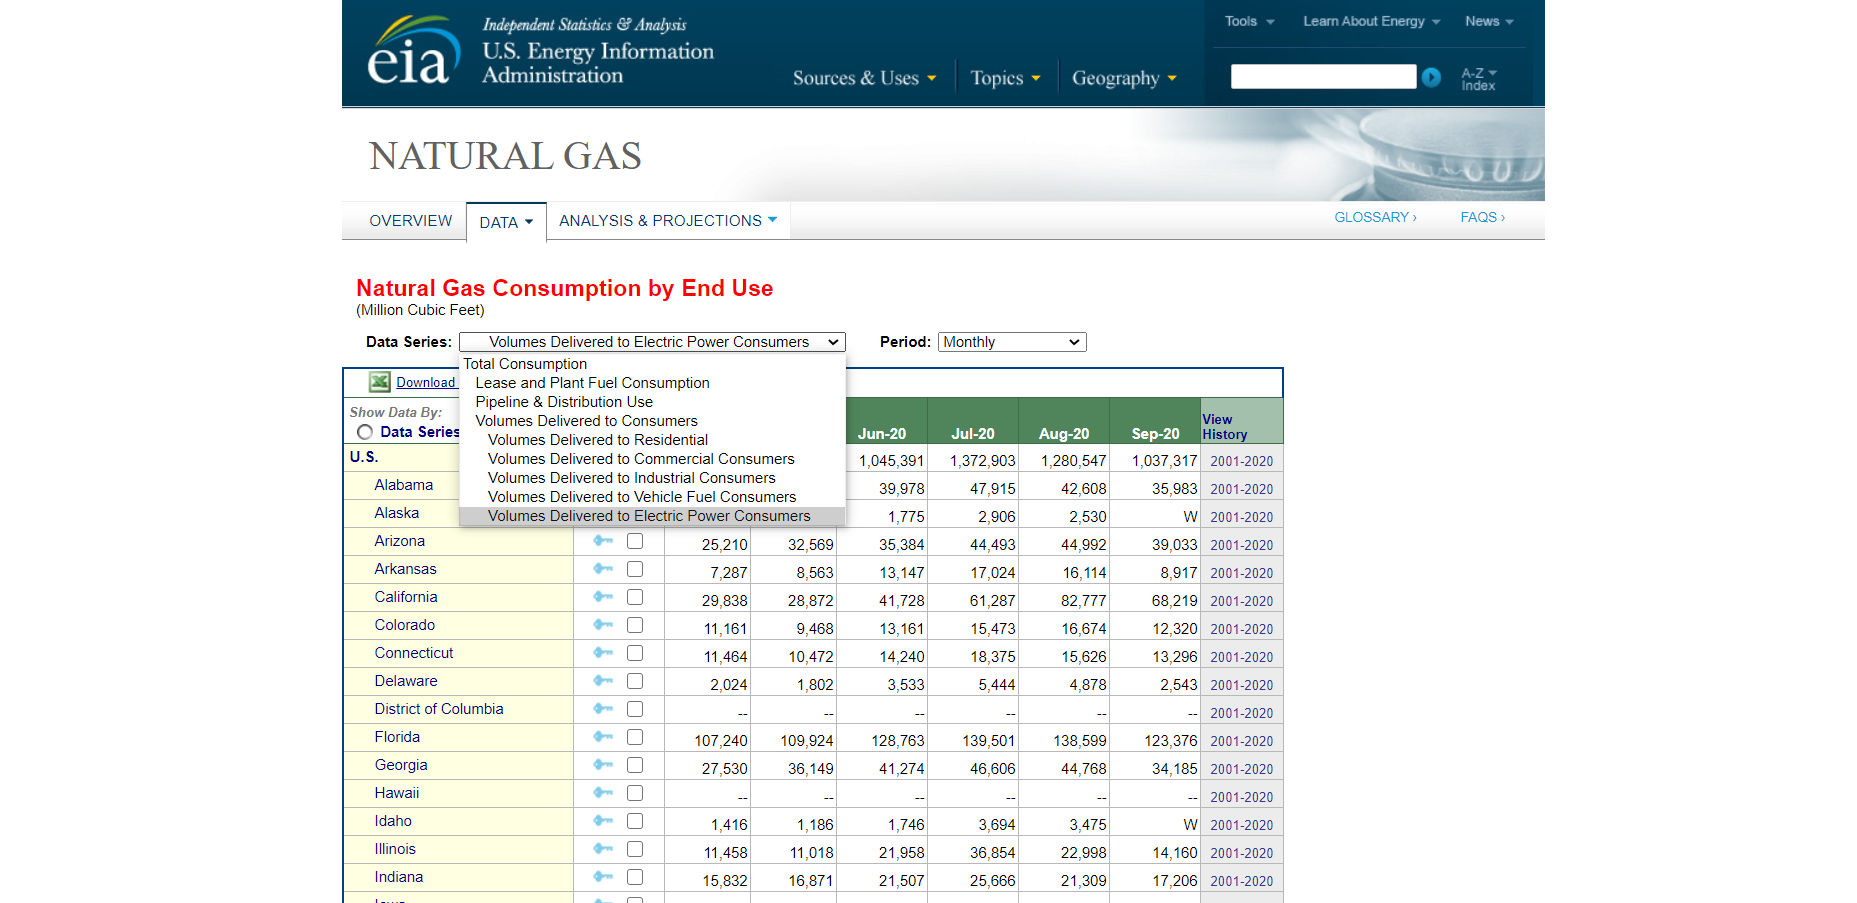 Independent Statistics & Analysis
U.S. Energy Information
Administration
eia
Tools
Learn About Energy
News
Sources & Uses
Topics
Geography
A-Z
Index
NATURAL GAS
OVERVIEW
DATA
ANALYSIS & PROJECTIONS
GLOSSARY ›
FAQS ›
Natural Gas Consumption by End Use
(Million Cubic Feet)
Data Series: Volumes Delivered to Electric Power Consumers Period: Monthly
Total Consumption
Lease and Plant Fuel Consumption
Pipeline & Distribution Use
Volumes Delivered to Consumers
Volumes Delivered to Residential
Volumes Delivered to Commercial Consumers
Volumes Delivered to Industrial Consumers
Volumes Delivered to Vehicle Fuel Consumers
Volumes Delivered to Electric Power Consumers
Download
Show Data By:
Data Series
Jun-20 Jul-20 Aug-20 Sep-20 View History
U.S. 1,045,391 1,372,903 1,280,547 1,037,317 2001-2020
Alabama 39,978 47,915 42,608 35,983 2001-2020
Alaska 1,775 2,906 2,530 W 2001-2020
Arizona 25,210 32,569 35,384 44,493 44,992 39,033 2001-2020
Arkansas 7,287 8,563 13,147 17,024 16,114 8,917 2001-2020
California 29,838 28,872 41,728 61,287 82,777 68,219 2001-2020
Colorado 11,161 9,468 13,161 15,473 16,674 12,320 2001-2020
Connecticut 11,464 10,472 14,240 18,375 15,626 13,296 2001-2020
Delaware 2,024 1,802 3,533 5,444 4,878 2,543 2001-2020
District of Columbia -- -- -- -- -- -- 2001-2020
Florida 107,240 109,924 128,763 139,501 138,599 123,376 2001-2020
Georgia 27,530 36,149 41,274 46,606 44,768 34,185 2001-2020
Hawaii -- -- -- -- -- -- 2001-2020
Idaho 1,416 1,186 1,746 3,694 3,475 W 2001-2020
Illinois 11,458 11,018 21,958 36,854 22,998 14,160 2001-2020
Indiana 15,832 16,871 21,507 25,666 21,309 17,206 2001-2020